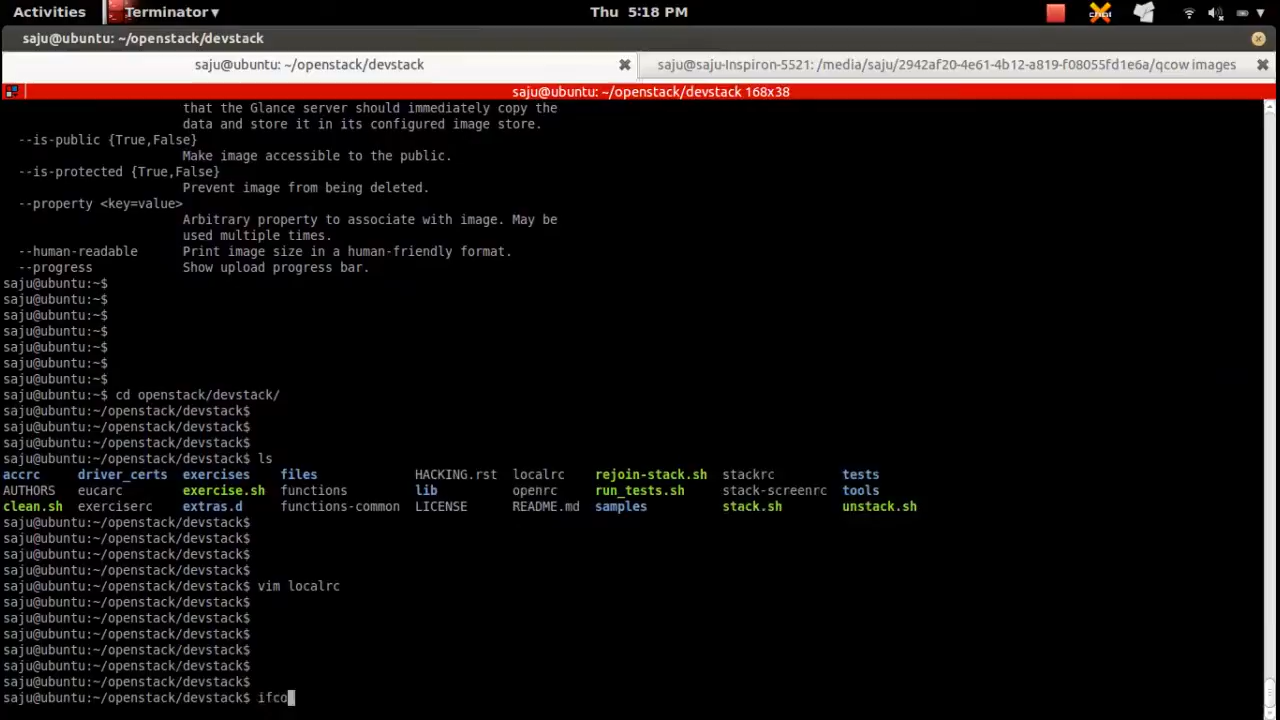 Activities Terminator▾ Thu 5:18 PM
saju@ubuntu: ~/openstack/devstack
saju@ubuntu: ~/openstack/devstack saju@saju-Inspiron-5521: /media/saju/2942af20-4e61-4b12-a819-f08055fd1e6a/qcow images
saju@ubuntu: ~/openstack/devstack 168x38
that the Glance server should immediately copy the
data and store it in its configured image store.
--is-public {True,False}
Make image accessible to the public.
--is-protected {True,False}
Prevent image from being deleted.
--property <key=value>
Arbitrary property to associate with image. May be
used multiple times.
--human-readable Print image size in a human-friendly format.
--progress Show upload progress bar.
saju@ubuntu:~$
saju@ubuntu:~$
saju@ubuntu:~$
saju@ubuntu:~$
saju@ubuntu:~$
saju@ubuntu:~$
saju@ubuntu:~$
saju@ubuntu:~$ cd openstack/devstack/
saju@ubuntu:~/openstack/devstack$
saju@ubuntu:~/openstack/devstack$
saju@ubuntu:~/openstack/devstack$
saju@ubuntu:~/openstack/devstack$ ls
accrc driver_certs exercises files HACKING.rst localrc rejoin-stack.sh stackrc tests
AUTHORS eucarc exercise.sh functions lib openrc run_tests.sh stack-screenrc tools
clean.sh exerciserc extras.d functions-common LICENSE README.md samples stack.sh unstack.sh
saju@ubuntu:~/openstack/devstack$
saju@ubuntu:~/openstack/devstack$
saju@ubuntu:~/openstack/devstack$
saju@ubuntu:~/openstack/devstack$
saju@ubuntu:~/openstack/devstack$ vim localrc
saju@ubuntu:~/openstack/devstack$
saju@ubuntu:~/openstack/devstack$
saju@ubuntu:~/openstack/devstack$
saju@ubuntu:~/openstack/devstack$
saju@ubuntu:~/openstack/devstack$
saju@ubuntu:~/openstack/devstack$
saju@ubuntu:~/openstack/devstack$ ifco